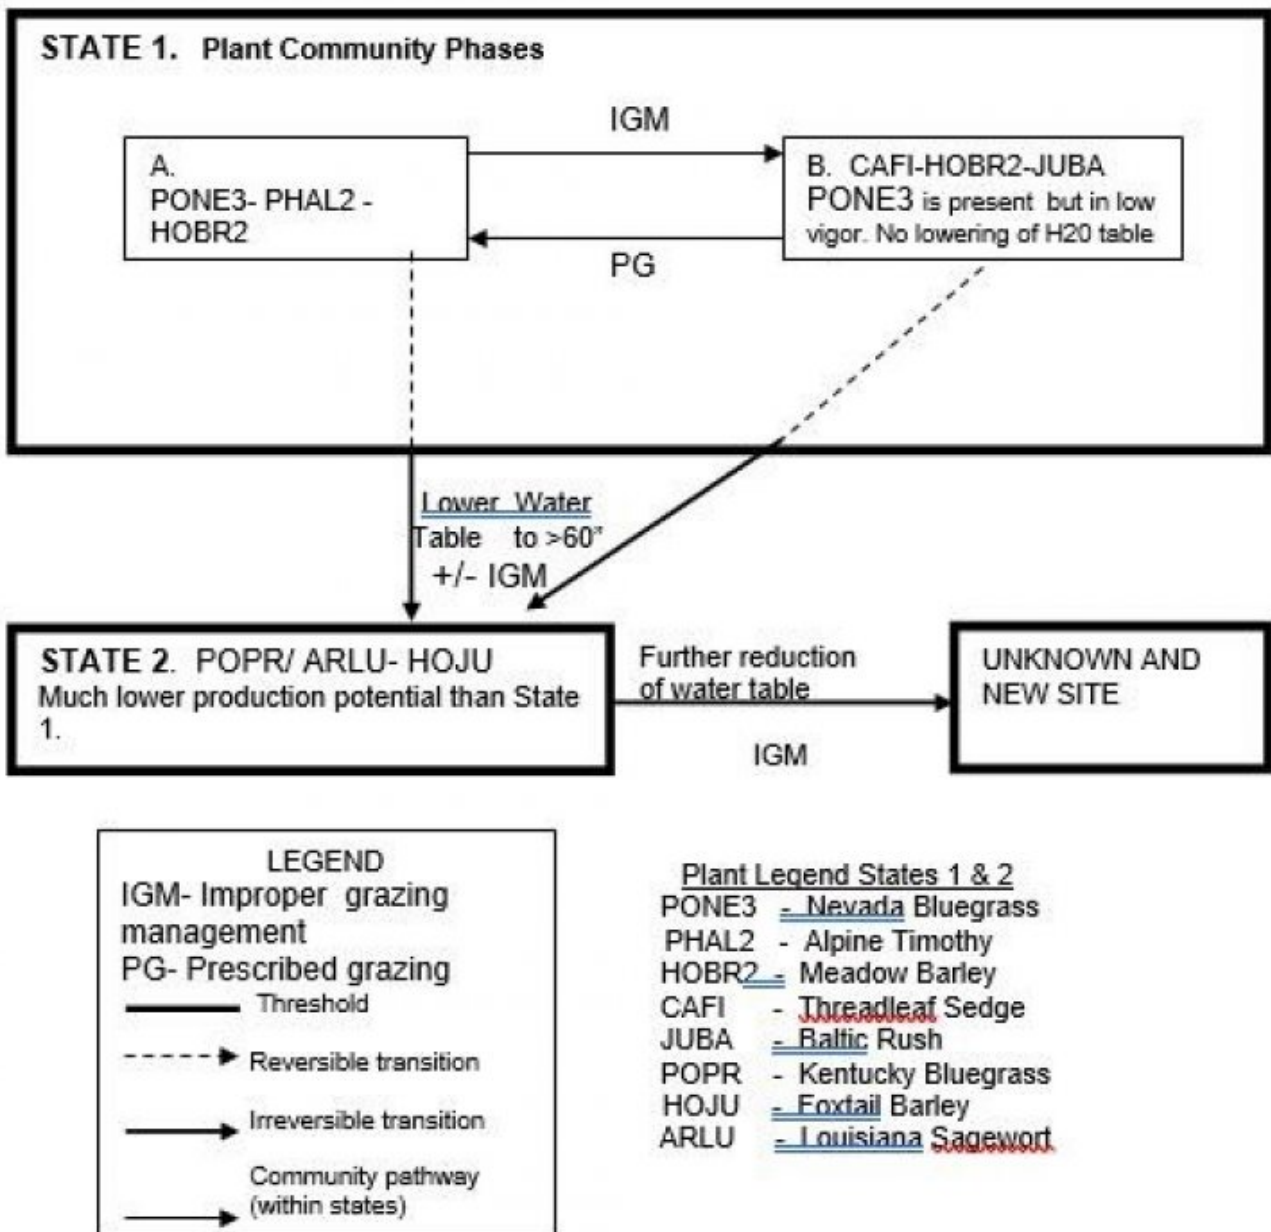 STATE 1. Plant Community Phases
IGM
A.
PONE3- PHAL2 -
HOBR2
B. CAFI-HOBR2-JUBA
PONE3 is present but in low
vigor. No lowering of H20 table
PG
Lower Water
Table to >60"
+/- IGM
STATE 2. POPR/ ARLU- HOJU
Much lower production potential than State
1.
Further reduction
of water table
IGM
UNKNOWN AND
NEW SITE
LEGEND
IGM- Improper grazing
management
PG- Prescribed grazing
Threshold
Reversible transition
Irreversible transition
Community pathway
(within states)
Plant Legend States 1 & 2
PONE3 - Nevada Bluegrass
PHAL2 - Alpine Timothy
HOBR2 - Meadow Barley
CAFI - Threadleaf Sedge
JUBA - Baltic Rush
POPR - Kentucky Bluegrass
HOJU - Foxtail Barley
ARLU - Louisiana Sagewort